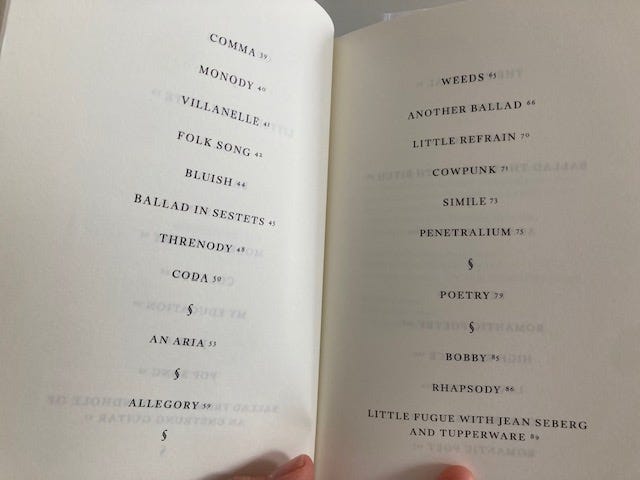 COMMA 39
MONODY 40
VILLANELLE 41
FOLK SONG 42
BLUISH 44
BALLAD IN SESTETS 45
THRENODY 48
CODA 50
§
AN ARIA 53
§
ALLEGORY 59
§
WEEDS 65
ANOTHER BALLAD 66
LITTLE REFRAIN 70
COWPUNK 71
SIMILE 73
PENETRALIUM 75
§
POETRY 79
§
BOBBY 85
RHAPSODY 86
LITTLE FUGUE WITH JEAN SEBERG
AND TUPPERWARE 89